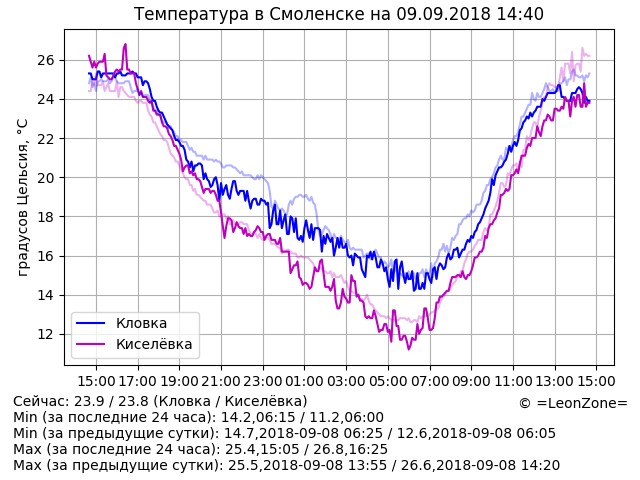 Температура в Смоленске на 09.09.2018 14:40
градусов Цельсия, °C
26
24
22
20
18
16
14
12
Кловка
Киселёвка
15:00 17:00 19:00 21:00 23:00 01:00 03:00 05:00 07:00 09:00 11:00 13:00 15:00
Сейчас: 23.9 / 23.8 (Кловка / Киселёвка)
© =LeonZone=
Min (за последние 24 часа): 14.2,06:15 / 11.2,06:00
Min (за предыдущие сутки): 14.7,2018-09-08 06:25 / 12.6,2018-09-08 06:05
Max (за последние 24 часа): 25.4,15:05 / 26.8,16:25
Max (за предыдущие сутки): 25.5,2018-09-08 13:55 / 26.6,2018-09-08 14:20